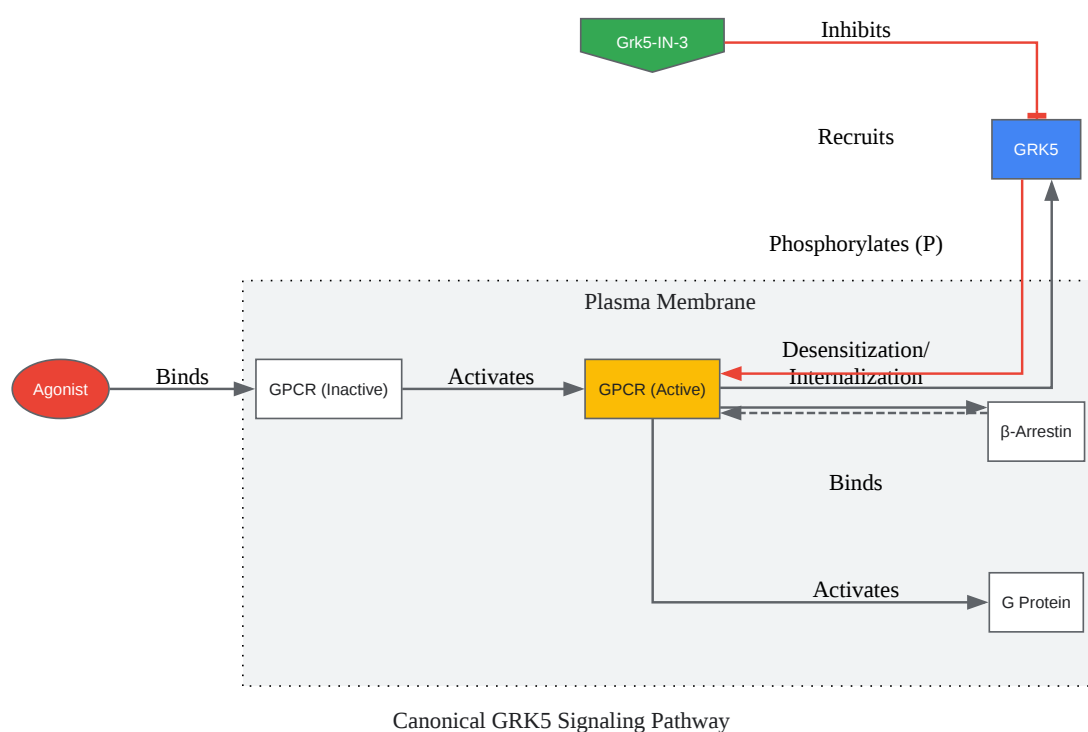 Grk5-IN-3
Inhibits
Recruits
GRK5
Phosphorylates (P)
Plasma Membrane
Agonist
Binds
GPCR (Inactive)
Activates
GPCR (Active)
Desensitization/
Internalization
β-Arrestin
Binds
Activates
G Protein
Canonical GRK5 Signaling Pathway